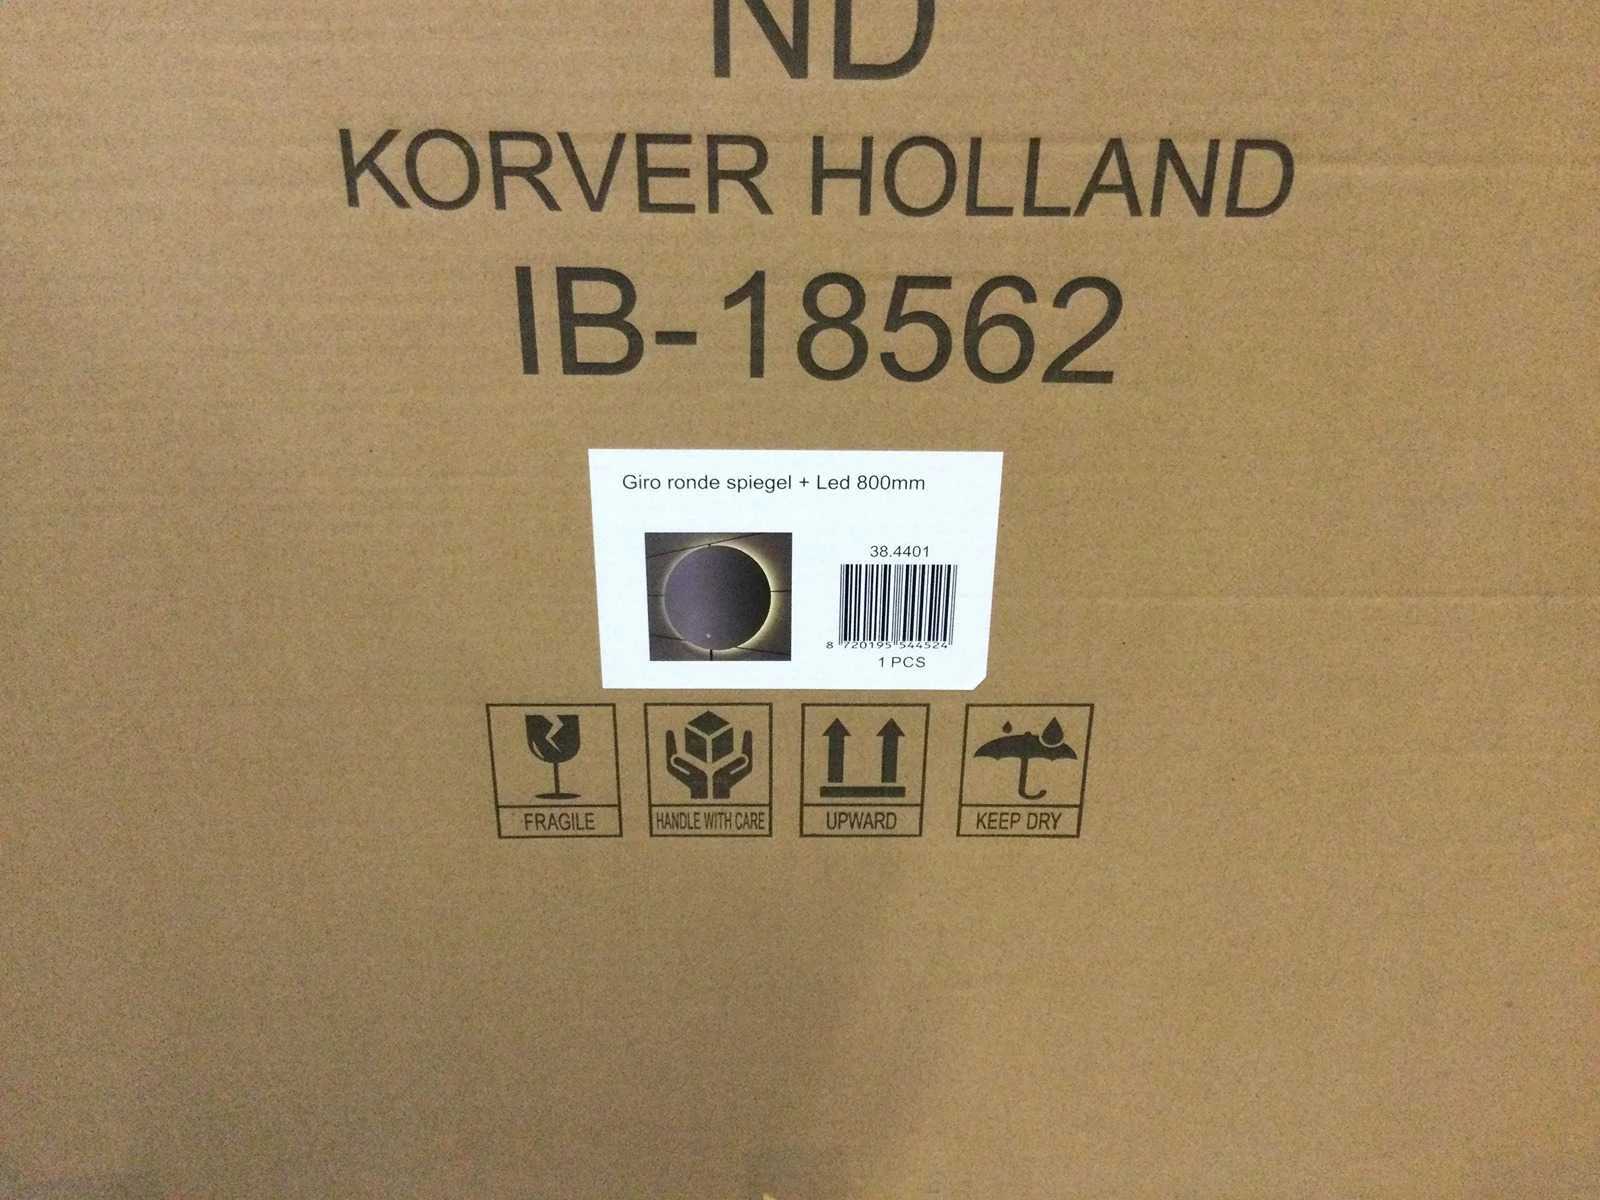 ND
KORVER HOLLAND
IB-18562
Giro ronde spiegel + Led 800mm
38.4401
8 720195 544524
1 PCS
FRAGILE
HANDLE WITH CARE
UPWARD
KEEP DRY